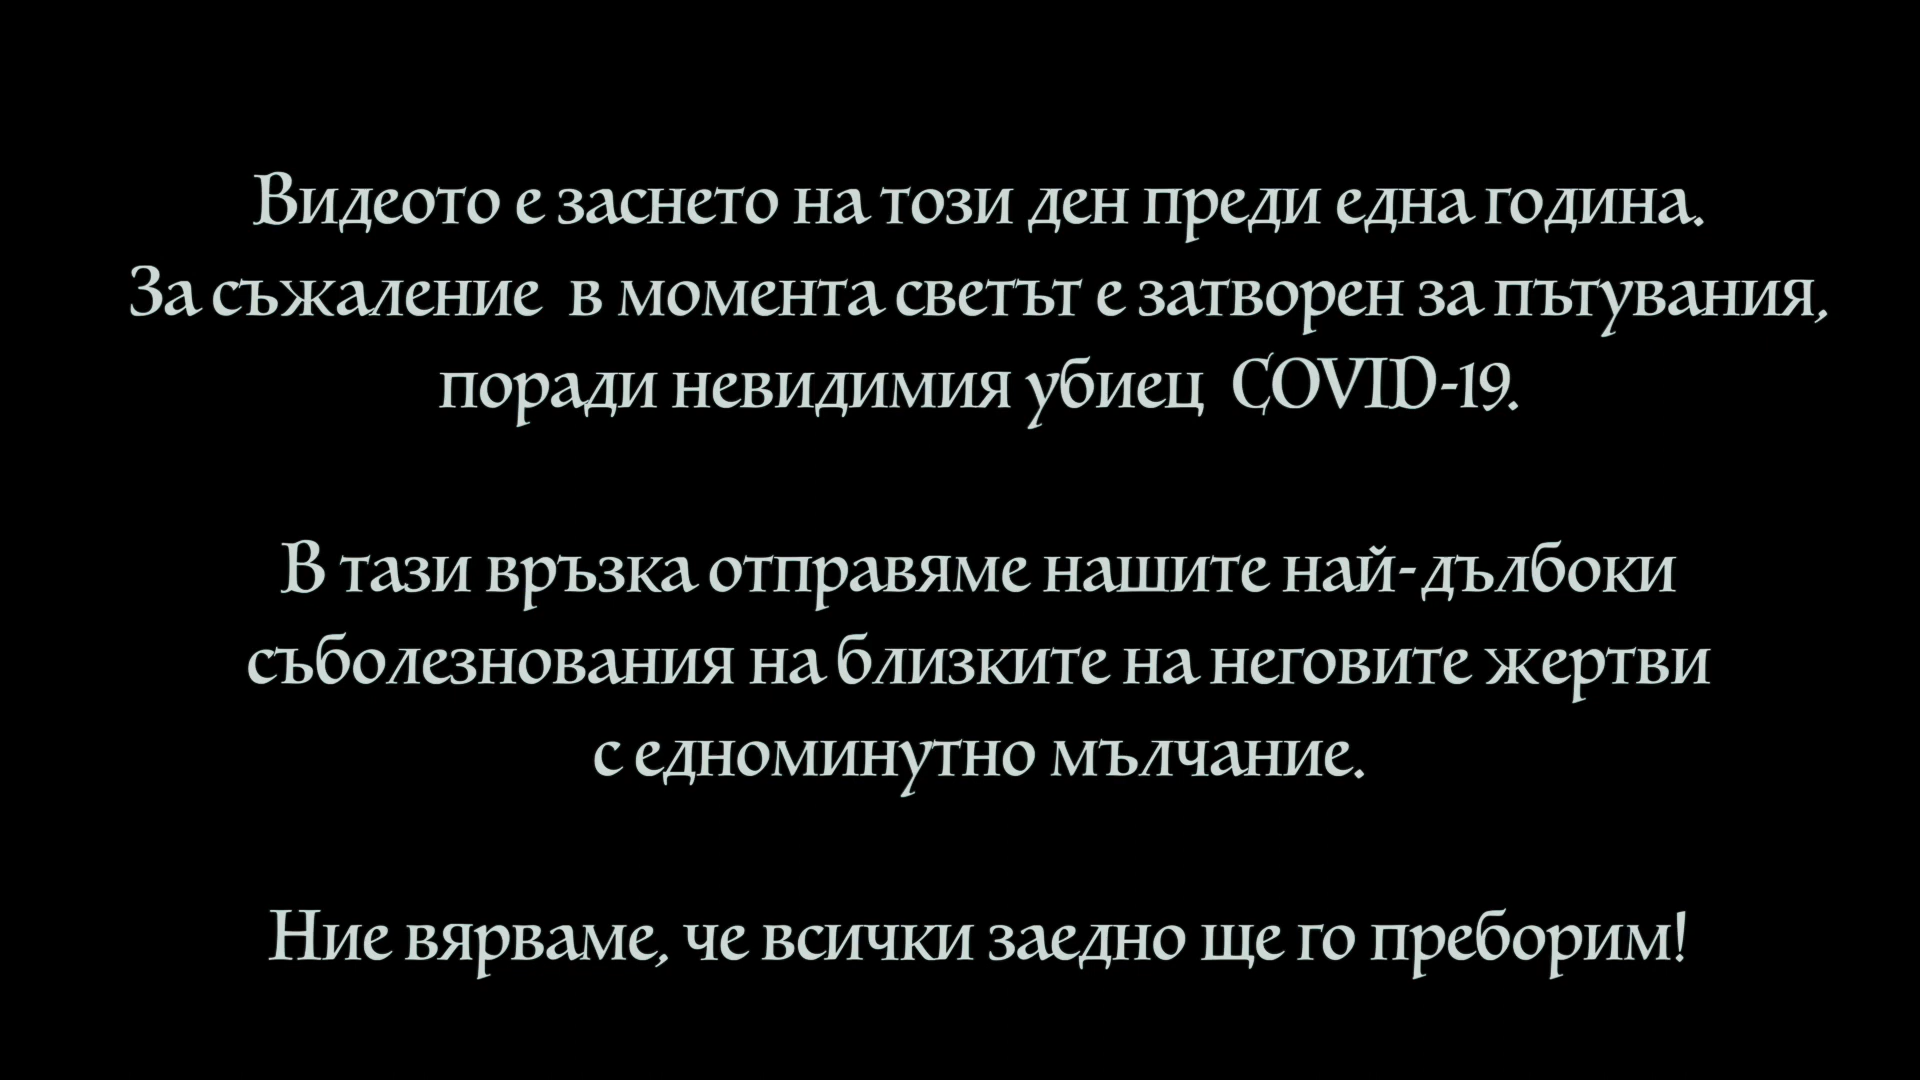 Видеото е заснето на този ден преди една година.
За съжаление в момента светът е затворен за пътувания,
поради невидимия убиец COVID-19.
В тази връзка отправяме нашите най-дълбоки
съболезнования на близките на неговите жертви
с едноминутно мълчание.
Ние вярваме, че всички заедно ще го преборим!